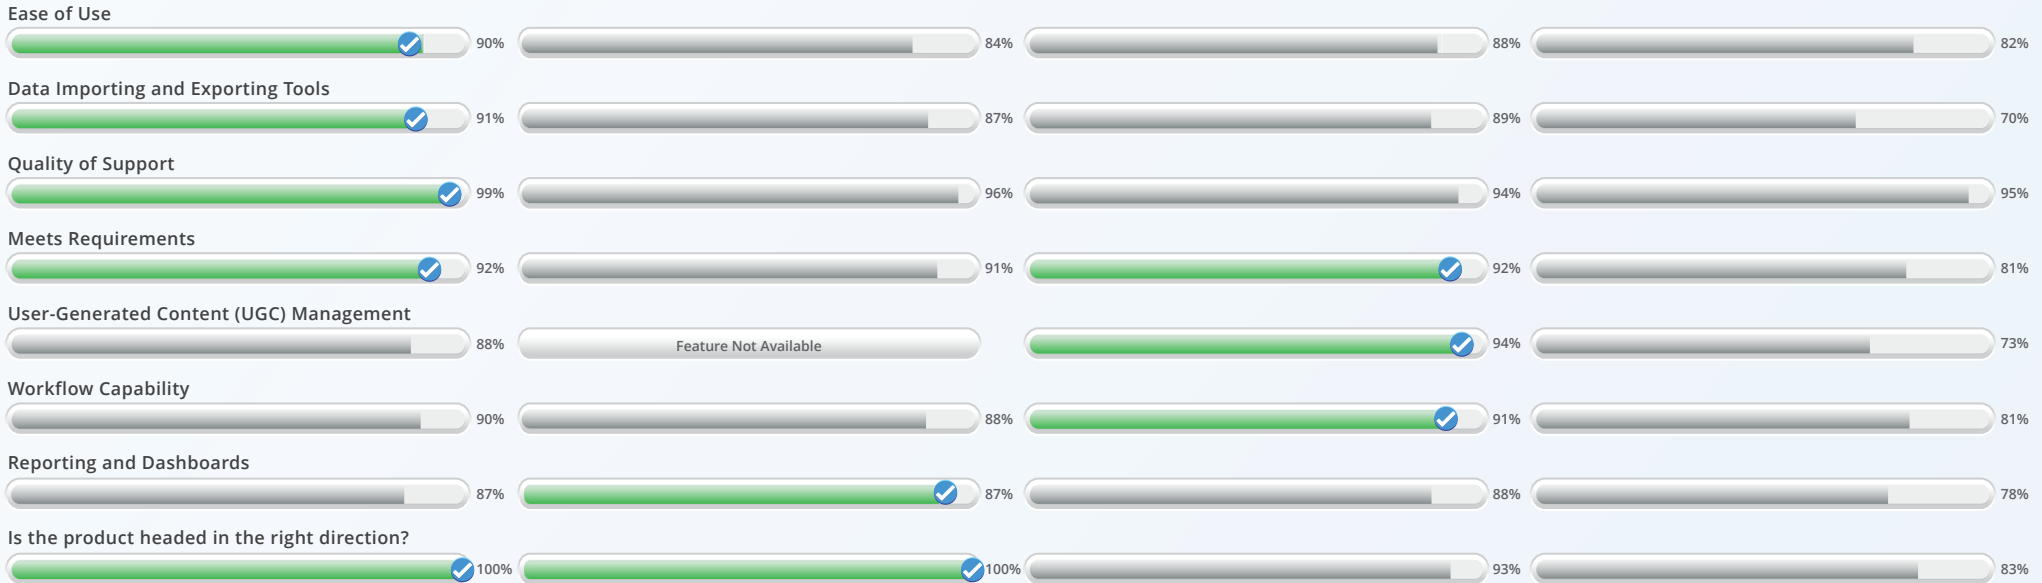 Ease of Use
90% 84% 88% 82%
Data Importing and Exporting Tools
91% 87% 89% 70%
Quality of Support
99% 96% 94% 95%
Meets Requirements
92% 91% 92% 81%
User-Generated Content (UGC) Management
88% Feature Not Available 94% 73%
Workflow Capability
90% 88% 91% 81%
Reporting and Dashboards
87% 87% 88% 78%
Is the product headed in the right direction?
100% 100% 93% 83%